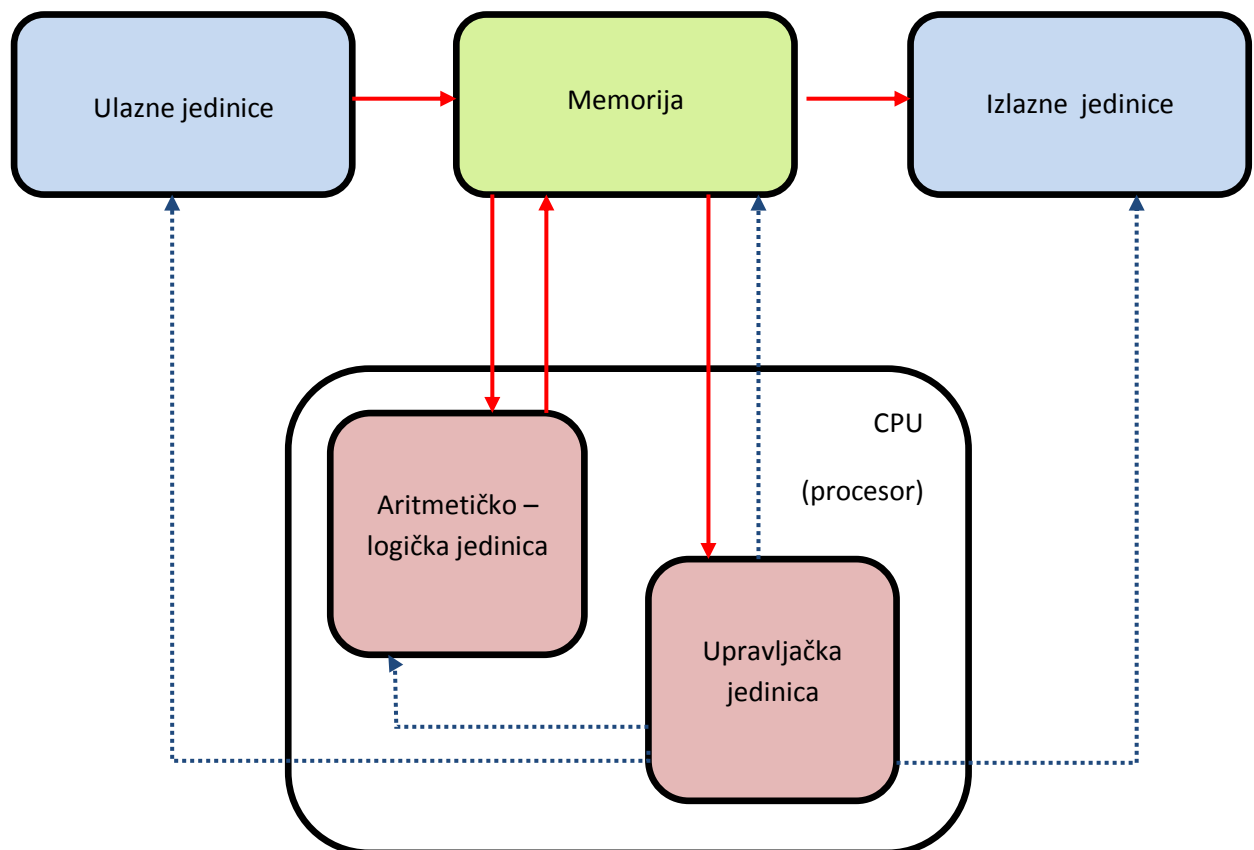 Ulazne jedinice
Memorija
Izlazne jedinice
CPU
(procesor)
Aritmetičko –
logička jedinica
Upravljačka
jedinica